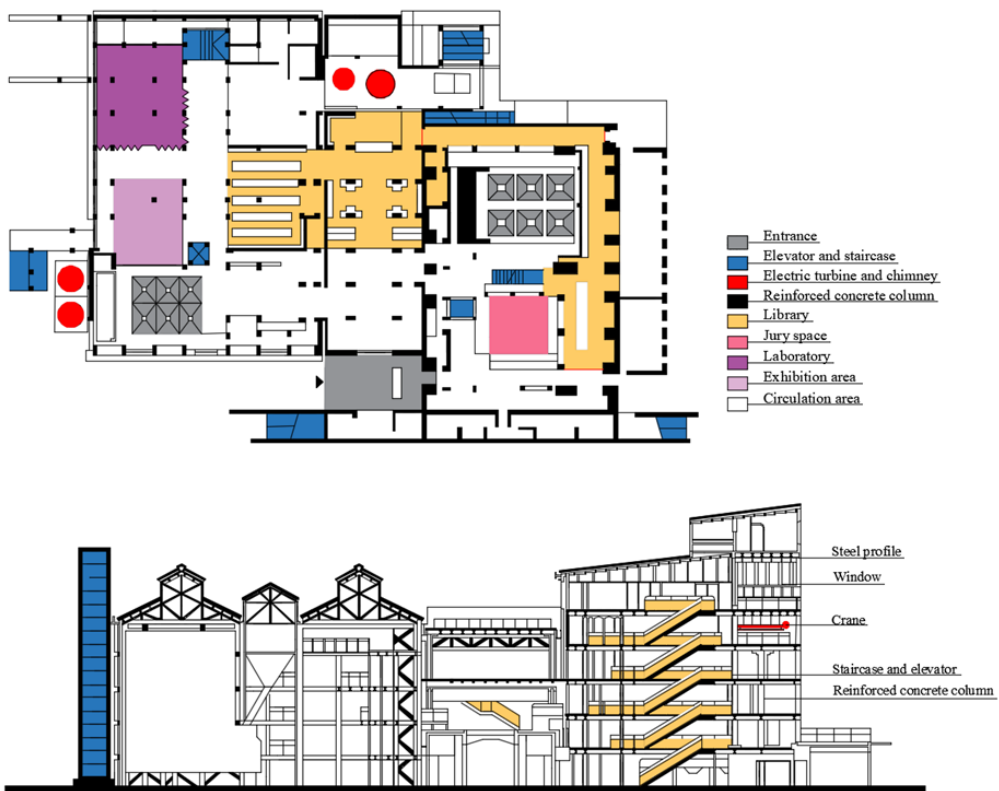 Entrance
Elevator and staircase
Electric turbine and chimney
Reinforced concrete column
Library
Jury space
Laboratory
Exhibition area
Circulation area
Steel profile
Window
Crane
Staircase and elevator
Reinforced concrete column